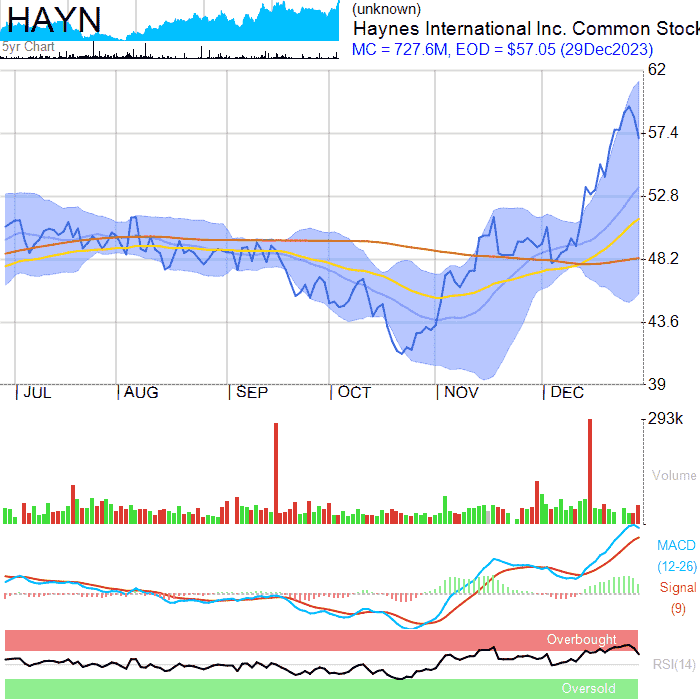 HAYN
(unknown)
Haynes International Inc. Common Stock
5yr Chart
MC = 727.6M, EOD = $57.05 (29Dec2023)
62
57.4
52.8
48.2
43.6
39
JUL AUG SEP OCT NOV DEC
293k
Volume
MACD
(12-26)
Signal
(9)
Overbought
RSI(14)
Oversold